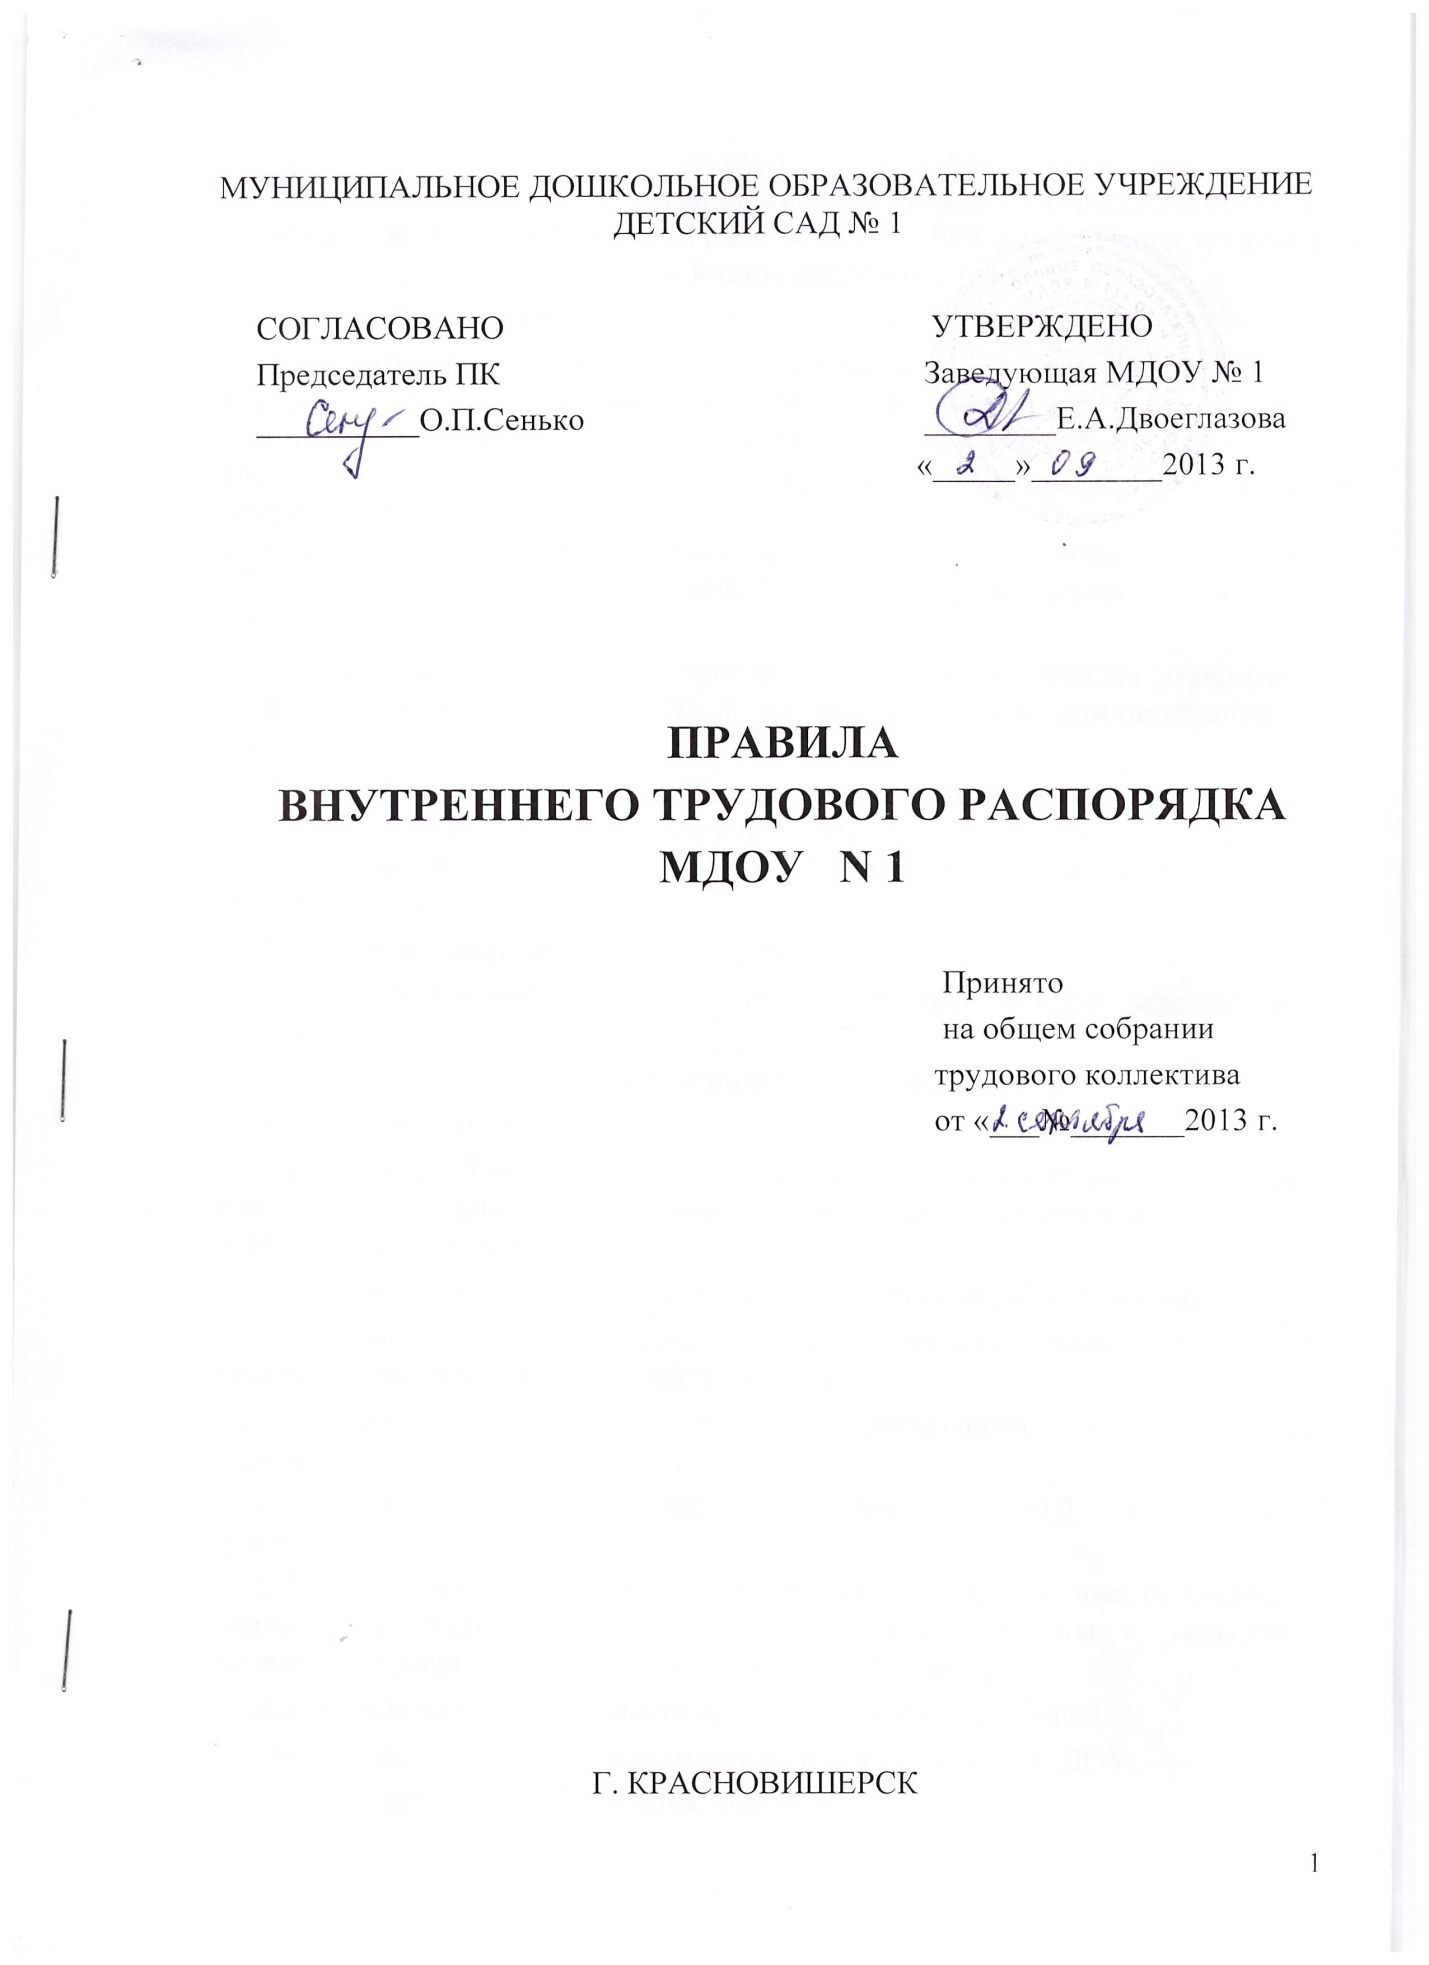 МУНИЦИПАЛЬНОЕ ДОШКОЛЬНОЕ ОБРАЗОВАТЕЛЬНОЕ УЧРЕЖДЕНИЕ
ДЕТСКИЙ САД № 1
СОГЛАСОВАНО
Председатель ПК
О.П.Сенько
УТВЕРЖДЕНО
Заведующая МДОУ № 1
Е.А.Двоеглазова
« 2 » 09 2013 г.
ПРАВИЛА
ВНУТРЕННЕГО ТРУДОВОГО РАСПОРЯДКА
МДОУ N 1
Принято
на общем собрании
трудового коллектива
от «2 сентября № 2013 г.
Г. КРАСНОВИШЕРСК
1